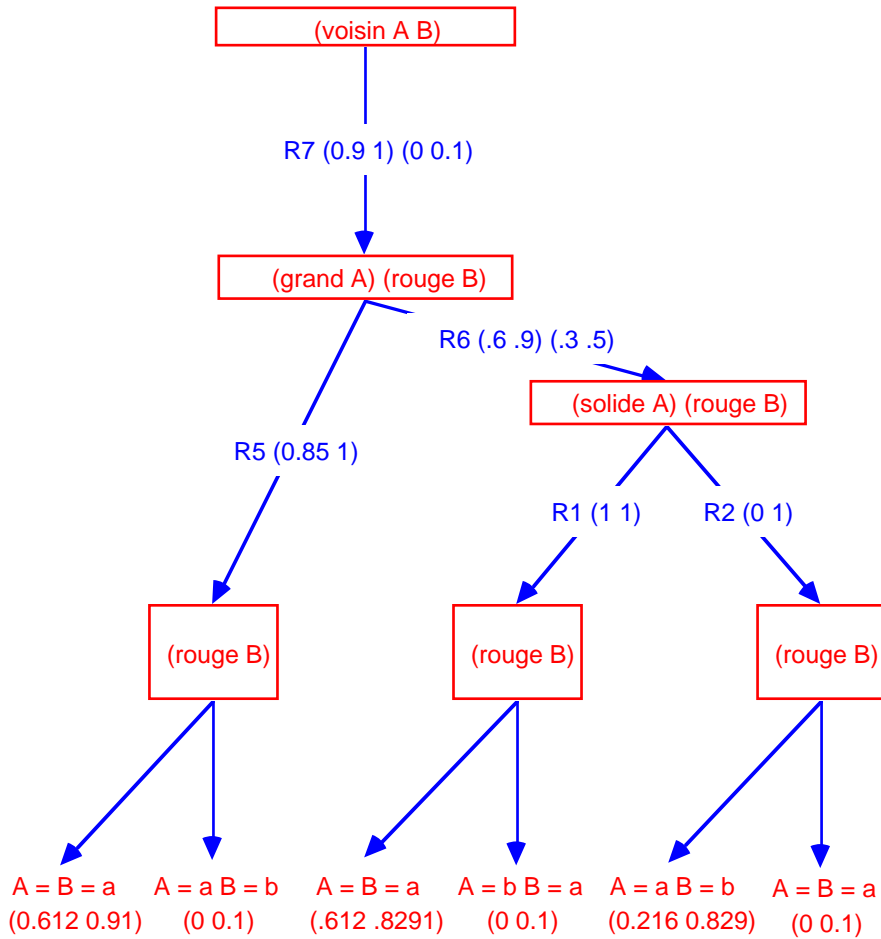 (voisin A B)
R7 (0.9 1) (0 0.1)
(grand A) (rouge B)
R6 (.6 .9) (.3 .5)
(solide A) (rouge B)
R5 (0.85 1)
R1 (1 1)
R2 (0 1)
(rouge B)
(rouge B)
(rouge B)
A = B = a
(0.612 0.91)
A = a B = b
(0 0.1)
A = B = a
(.612 .8291)
A = b B = a
(0 0.1)
A = a B = b
(0.216 0.829)
A = B = a
(0 0.1)